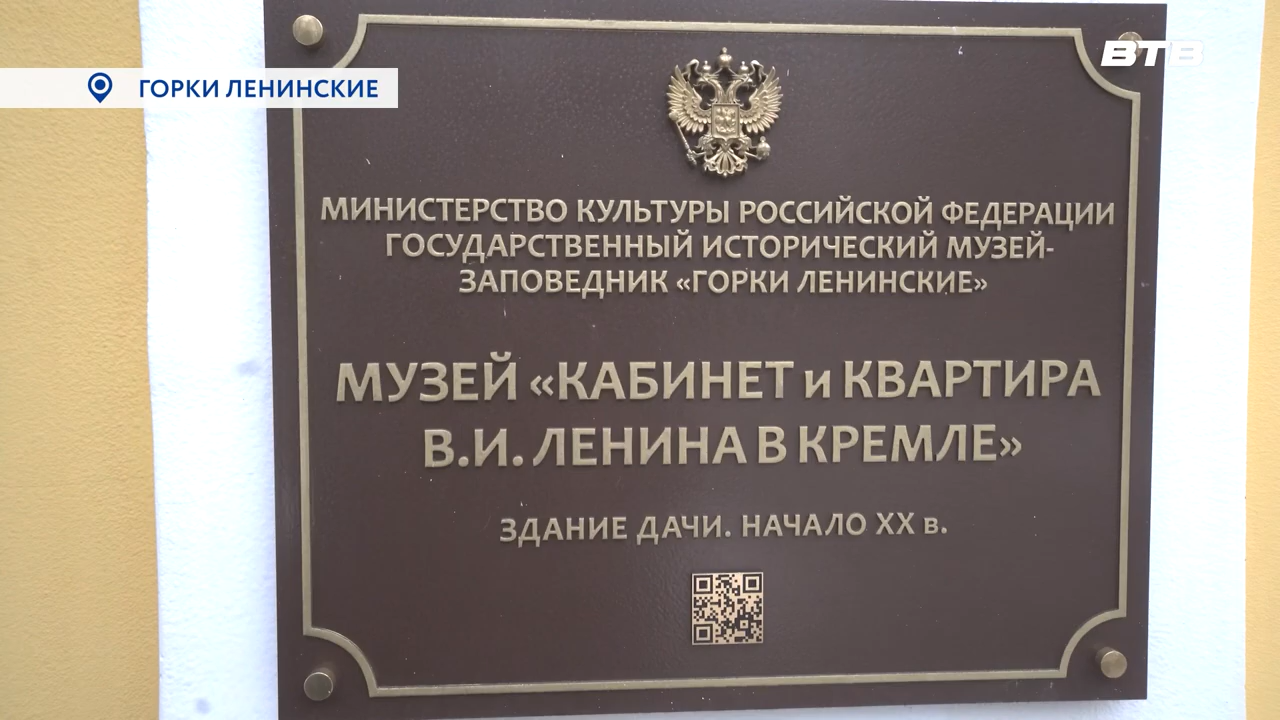 ВТВ
ГОРКИ ЛЕНИНСКИЕ
МИНИСТЕРСТВО КУЛЬТУРЫ РОССИЙСКОЙ ФЕДЕРАЦИИ
ГОСУДАРСТВЕННЫЙ ИСТОРИЧЕСКИЙ МУЗЕЙ-
ЗАПОВЕДНИК «ГОРКИ ЛЕНИНСКИЕ»
МУЗЕЙ «КАБИНЕТ и КВАРТИРА
В.И. ЛЕНИНА В КРЕМЛЕ»
ЗДАНИЕ ДАЧИ. НАЧАЛО XX в.